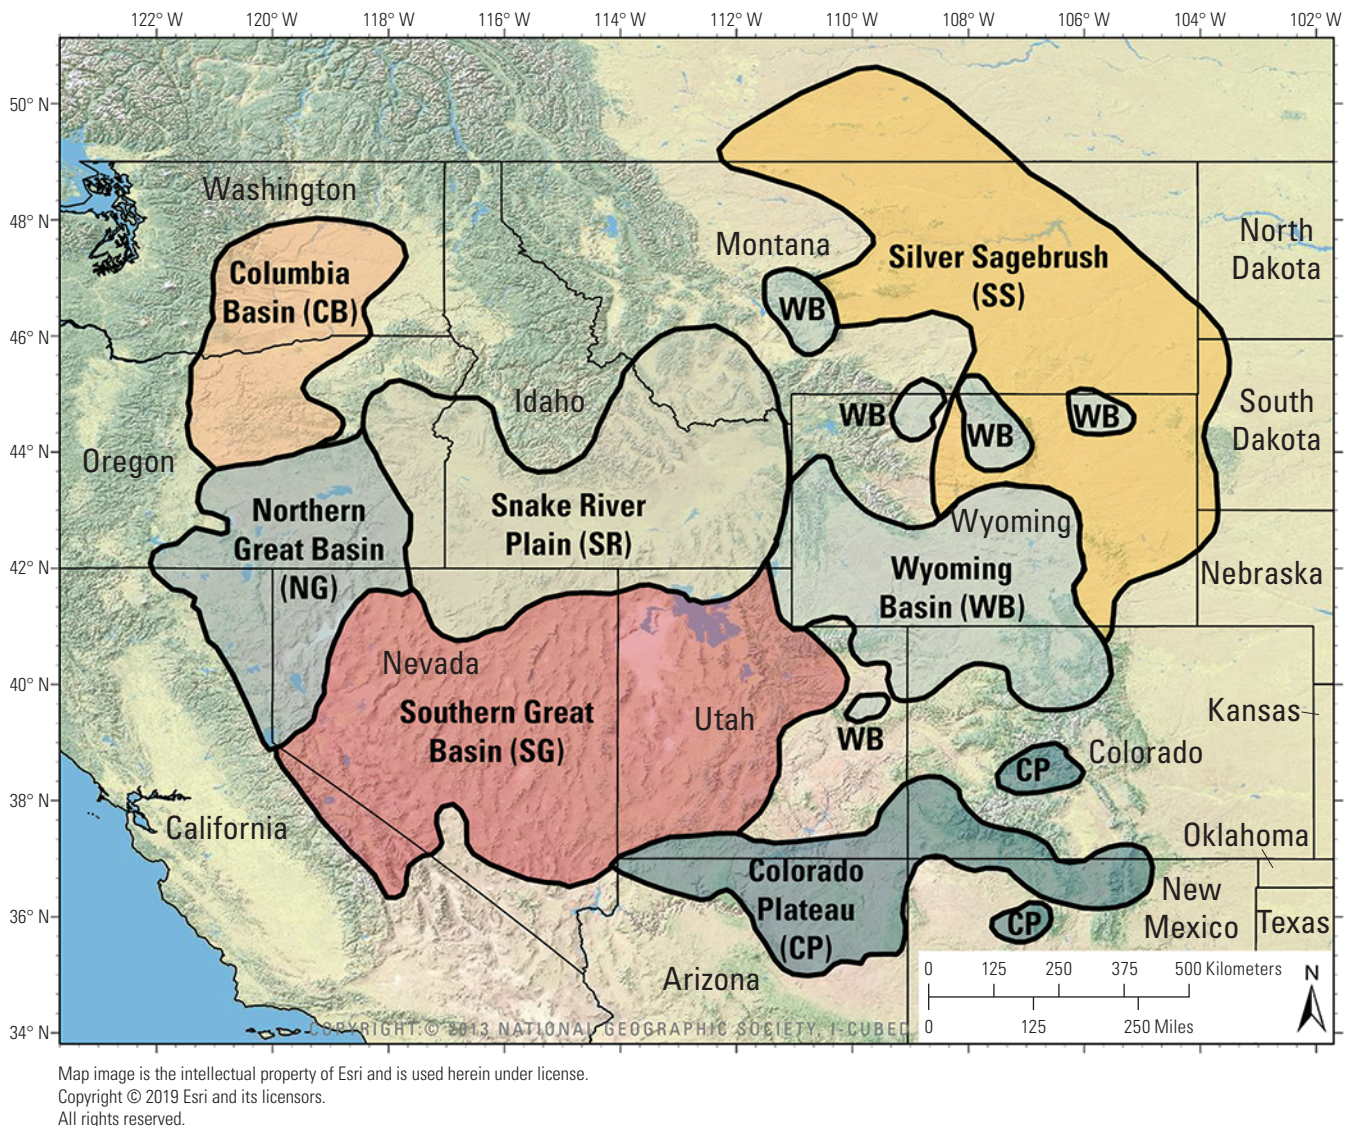 122° W 120° W 118° W 116° W 114° W 112° W 110° W 108° W 106° W 104° W 102° W
50° N
48° N
46° N
44° N
42° N
40° N
38° N
36° N
34° N
Washington
Montana
North
Dakota
Columbia
Basin (CB)
Silver Sagebrush
(SS)
WB
Idaho
WB
WB
WB
South
Dakota
Oregon
Northern
Great Basin
(NG)
Snake River
Plain (SR)
Wyoming
Wyoming
Basin (WB)
Nebraska
Nevada
Southern Great
Basin (SG)
Utah
WB
Kansas
CP
Colorado
California
Oklahoma
Colorado
Plateau
(CP)
CP
New
Mexico
Texas
Arizona
0 125 250 375 500 Kilometers
0 125 250 Miles
N
COPYRIGHT:© 2013 NATIONAL GEOGRAPHIC SOCIETY, I-CUBED
Map image is the intellectual property of Esri and is used herein under license.
Copyright © 2019 Esri and its licensors.
All rights reserved.